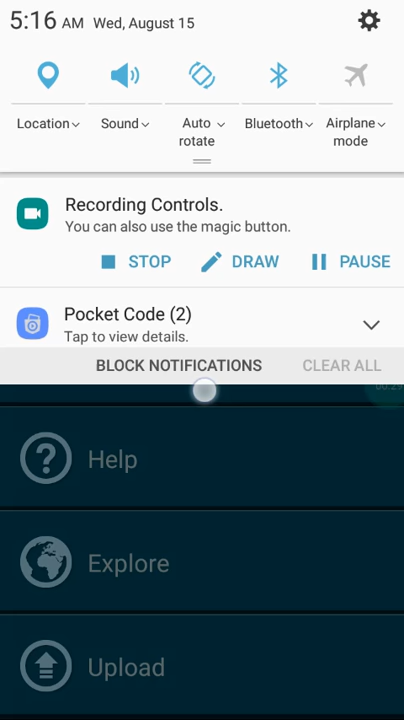 5:16 AM Wed, August 15
Location Sound Auto rotate Bluetooth Airplane mode
Recording Controls.
You can also use the magic button.
STOP DRAW PAUSE
Pocket Code (2)
Tap to view details.
BLOCK NOTIFICATIONS CLEAR ALL
Help
Explore
Upload